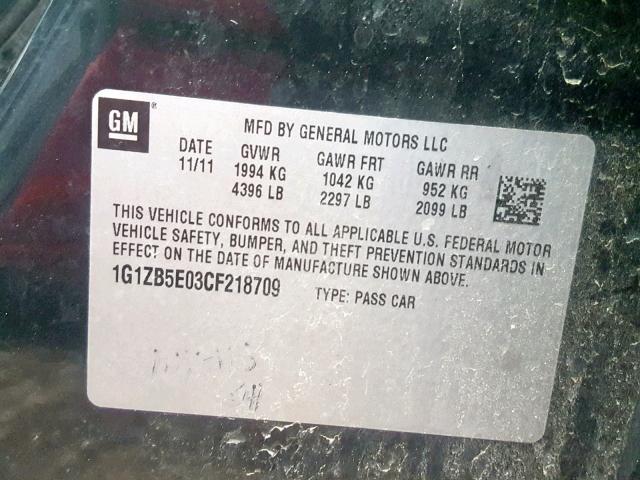 GM ®
MFD BY GENERAL MOTORS LLC
DATE GVWR GAWR FRT GAWR RR
11/11 1994 KG 1042 KG 952 KG
4396 LB 2297 LB 2099 LB
THIS VEHICLE CONFORMS TO ALL APPLICABLE U.S. FEDERAL MOTOR
VEHICLE SAFETY, BUMPER, AND THEFT PREVENTION STANDARDS IN
EFFECT ON THE DATE OF MANUFACTURE SHOWN ABOVE.
1G1ZB5E03CF218709 TYPE: PASS CAR